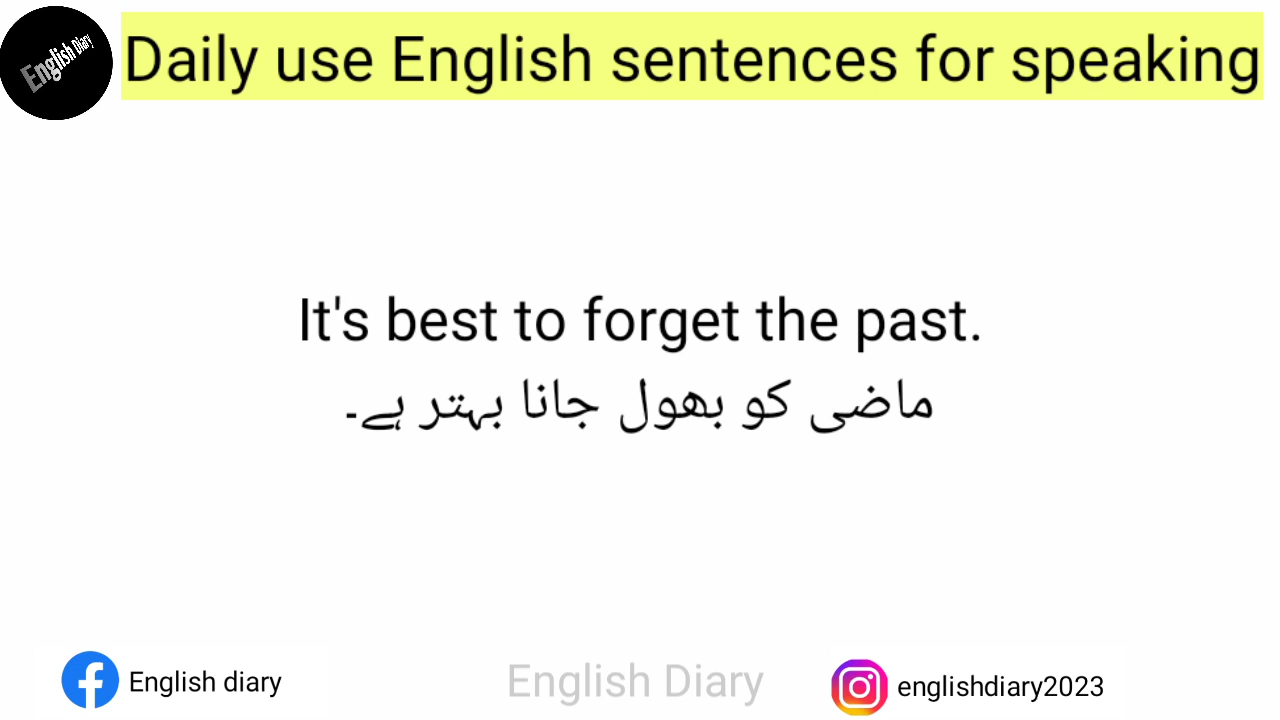 English Diary
Daily use English sentences for speaking
It's best to forget the past.
ماضی کو بھول جانا بہتر ہے۔
English diary
English Diary
englishdiary2023